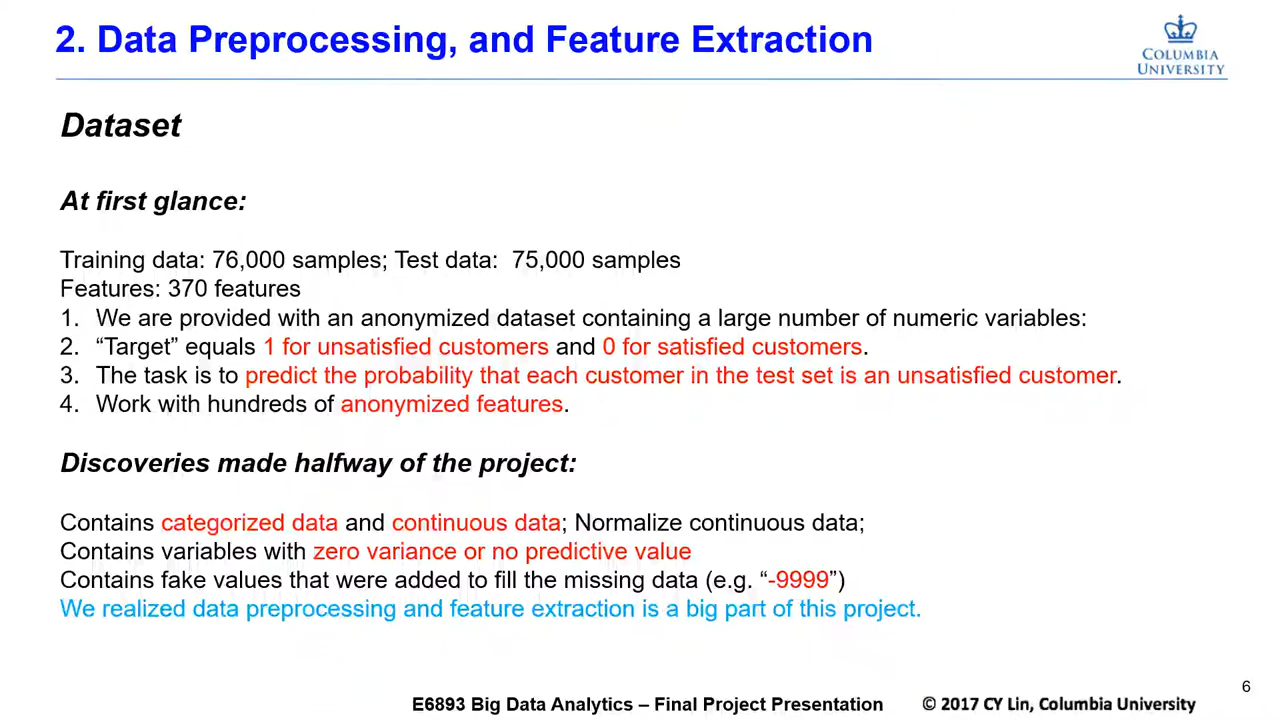 2. Data Preprocessing, and Feature Extraction
COLUMBIA
UNIVERSITY
Dataset
At first glance:
Training data: 76,000 samples; Test data:  75,000 samples
Features: 370 features
1. We are provided with an anonymized dataset containing a large number of numeric variables:
2. “Target” equals 1 for unsatisfied customers and 0 for satisfied customers.
3. The task is to predict the probability that each customer in the test set is an unsatisfied customer.
4. Work with hundreds of anonymized features.
Discoveries made halfway of the project:
Contains categorized data and continuous data; Normalize continuous data;
Contains variables with zero variance or no predictive value
Contains fake values that were added to fill the missing data (e.g. “-9999”)
We realized data preprocessing and feature extraction is a big part of this project.
6
E6893 Big Data Analytics – Final Project Presentation © 2017 CY Lin, Columbia University